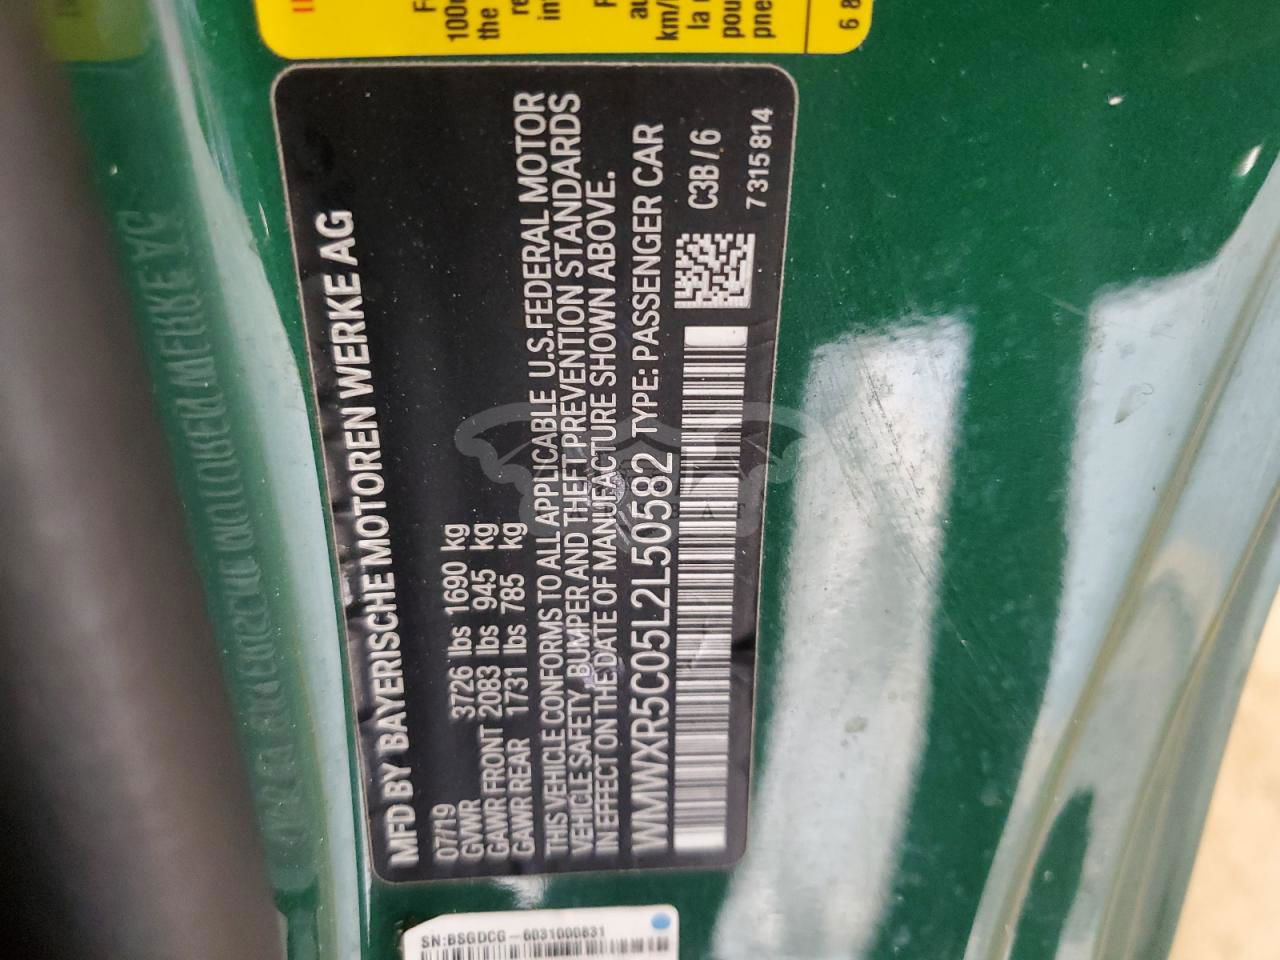 MFD BY BAYERISCHE MOTOREN WERKE AG
07/19
GVWR 3726 lbs 1690 kg
GAWR FRONT 2083 lbs 945 kg
GAWR REAR 1731 lbs 785 kg
THIS VEHICLE CONFORMS TO ALL APPLICABLE U.S.FEDERAL MOTOR
VEHICLE SAFETY, BUMPER AND THEFT PREVENTION STANDARDS
IN EFFECT ON THE DATE OF MANUFACTURE SHOWN ABOVE.
WMWXR5C05L2L50582 TYPE: PASSENGER CAR
C3B / 6
7315814
SN:BSGDCG-6031000831